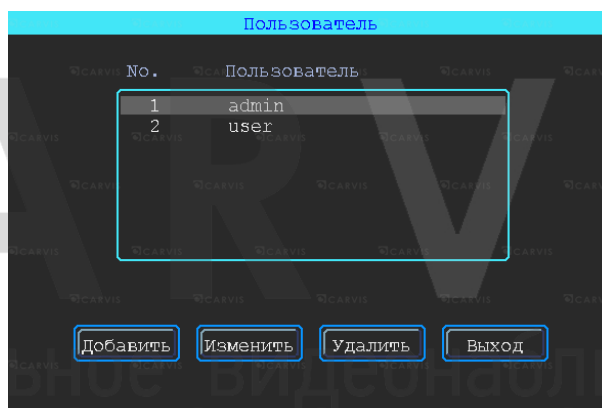 Пользователь
No. Пользователь
1 admin
2 user
Добавить Изменить Удалить Выход